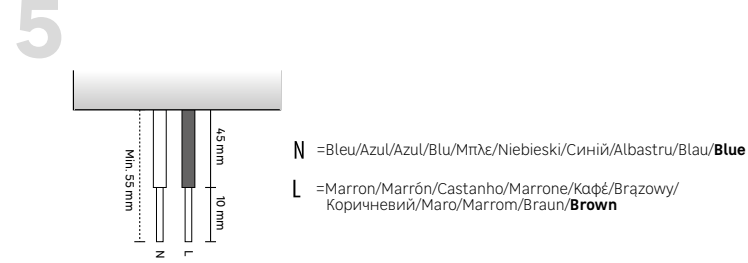 5
45 mm
Min. 55 mm
10 mm
N
L
N =Bleu/Azul/Azul/Blu/Μπλε/Niebieski/Синій/Albastru/Blau/Blue
L =Marron/Marrón/Castanho/Marrone/Καφέ/Brązowy/
Коричневий/Maro/Marrom/Braun/Brown